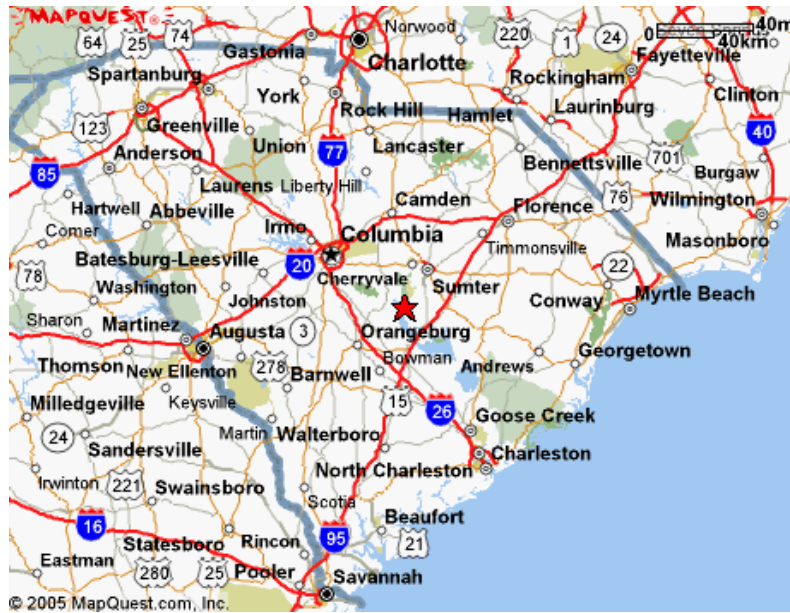 MAPQUEST
Norwood
40m
40km
64
25
74
Gastonia
Charlotte
220
1
24
Fayetteville
Spartanburg
York
Rock Hill
Rockingham
Hamlet
Laurinburg
Clinton
123
Greenville
Union
77
Lancaster
Bennettsville
701
40
85
Anderson
Laurens
Liberty Hill
Camden
Burgaw
Hartwell
Abbeville
Florence
76
Wilmington
Comer
Irmo
Columbia
Timmonsville
Masonboro
78
Batesburg-Leesville
20
Cherryvale
Sumter
22
Washington
Johnston
Conway
Myrtle Beach
Sharon
Martinez
Augusta
3
Orangeburg
Thomson
New Ellenton
278
Barnwell
Bowman
Andrews
Georgetown
Milledgeville
Keysville
15
26
Goose Creek
24
Sandersville
Martin
Walterboro
Charleston
Irwinton
221
Swainsboro
North Charleston
Scotia
16
Statesboro
Rincon
95
Beaufort
21
Eastman
280
25
Pooler
Savannah
© 2005 MapQuest.com, Inc.